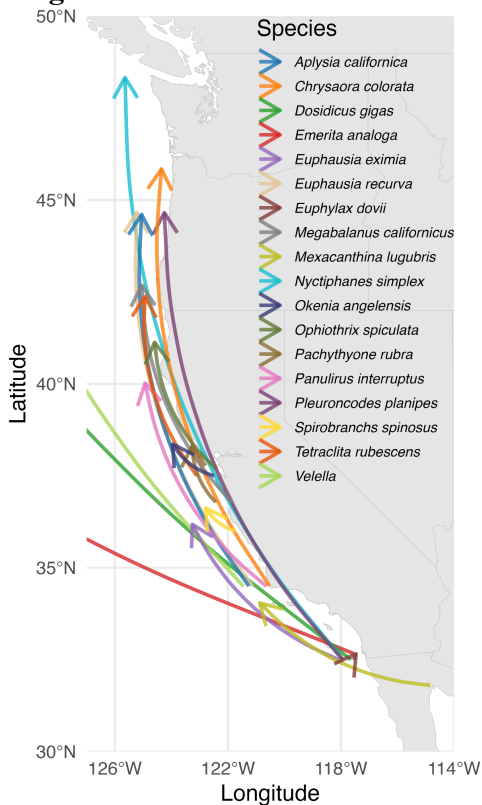 50°N
Species
Aplysia californica
Chrysaora colorata
Dosidicus gigas
Emerita analoga
Euphausia eximia
Euphausia recurva
Euphylax dovii
Megabalanus californicus
Mexacanthina lugubris
Nyctiphanes simplex
Okenia angelensis
Ophiothrix spiculata
Pachythyone rubra
Panulirus interruptus
Pleuroncodes planipes
Spirobranchs spinosus
Tetraclita rubescens
Velella
45°N
40°N
35°N
30°N
Latitude
126°W 122°W 118°W 114°W
Longitude